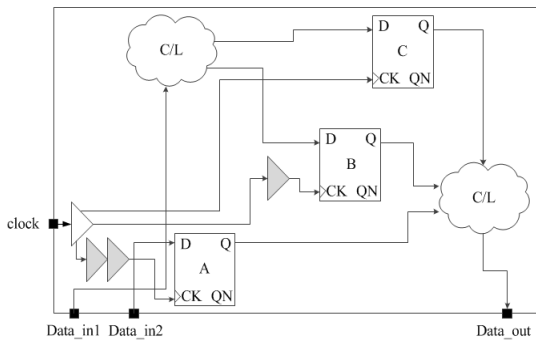 C/L
D Q
C
CK QN
D Q
B
CK QN
C/L
clock
D Q
A
CK QN
Data_in1 Data_in2 Data_out